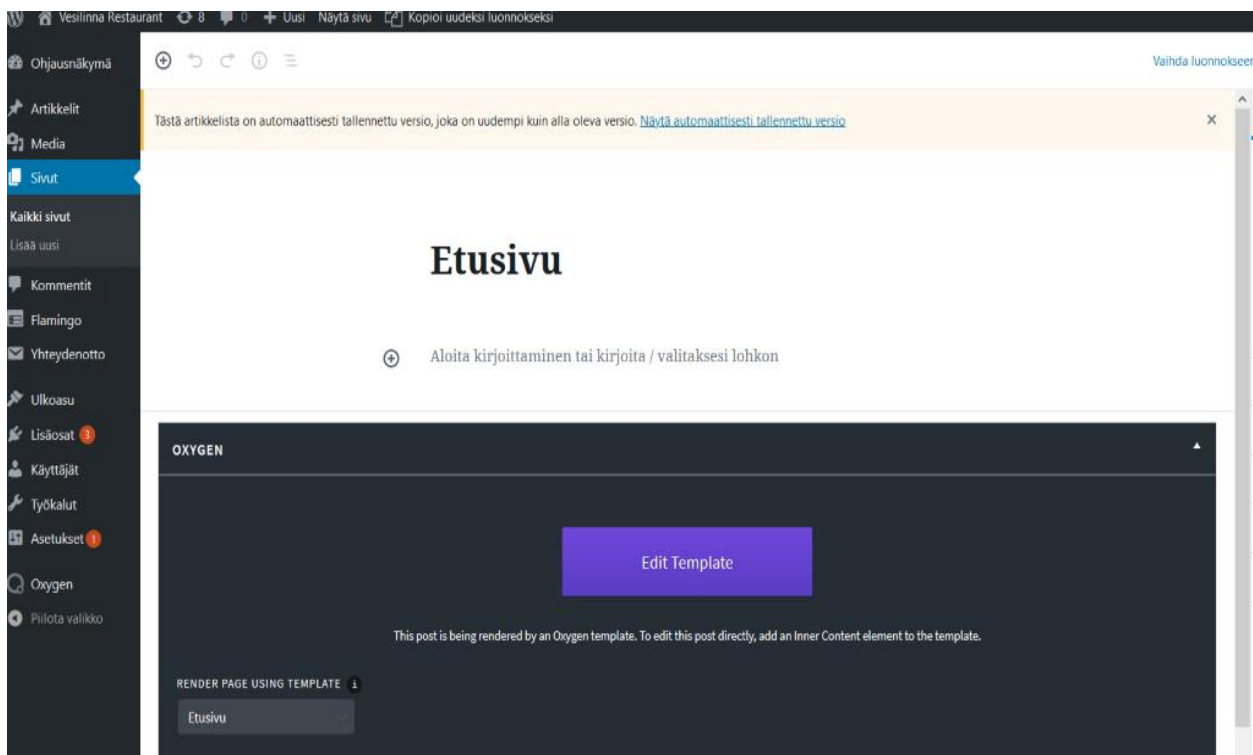 Vesilinna Restaurant 8 0 Uusi Näytä sivu Kopioi uudeksi luonnokseksi
Ohjausnäkymä
Artikkelit
Media
Sivut
Kaikki sivut
Lisää uusi
Kommentit
Flamingo
Yhteydenotto
Ulkoasu
Lisäosat 3
Käyttäjät
Työkalut
Asetukset 1
Oxygen
Piilota valikko
Vaihda luonnokseen
Tästä artikkelista on automaattisesti tallennettu versio, joka on uudempi kuin alla oleva versio. Näytä automaattisesti tallennettu versio
Etusivu
Aloita kirjoittaminen tai kirjoita / valitaksesi lohkon
OXYGEN
Edit Template
This post is being rendered by an Oxygen template. To edit this post directly, add an Inner Content element to the template.
RENDER PAGE USING TEMPLATE i
Etusivu